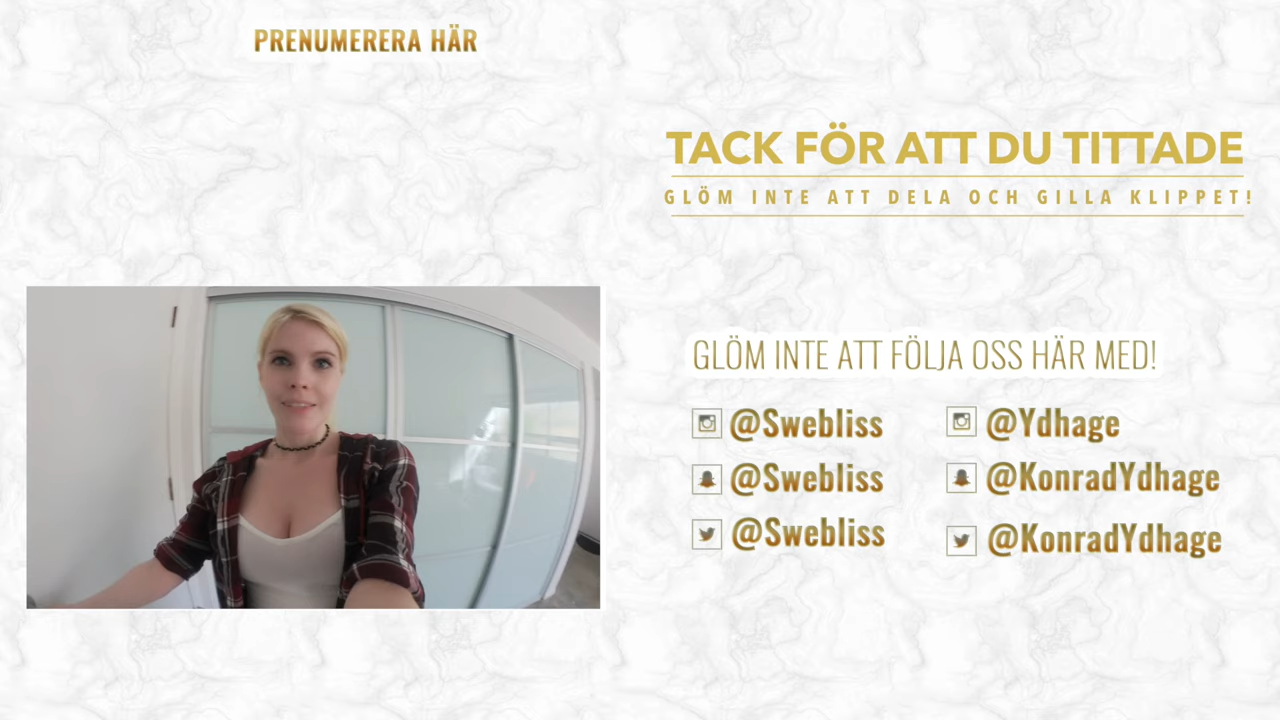 PRENUMERERA HÄR
TACK FÖR ATT DU TITTADE
GLÖM INTE ATT DELA OCH GILLA KLIPPET!
GLÖM INTE ATT FÖLJA OSS HÄR MED!
@Swebliss
@Ydhage
@Swebliss
@KonradYdhage
@Swebliss
@KonradYdhage